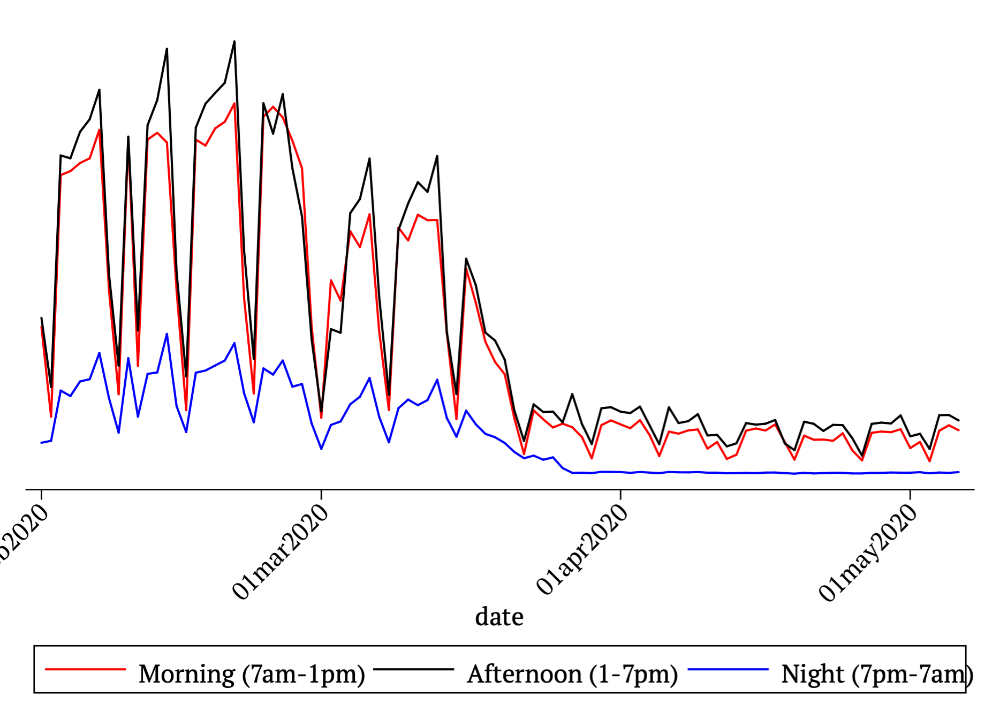 01mar2020
01apr2020
01may2020
date
Morning (7am-1pm) Afternoon (1-7pm) Night (7pm-7am)